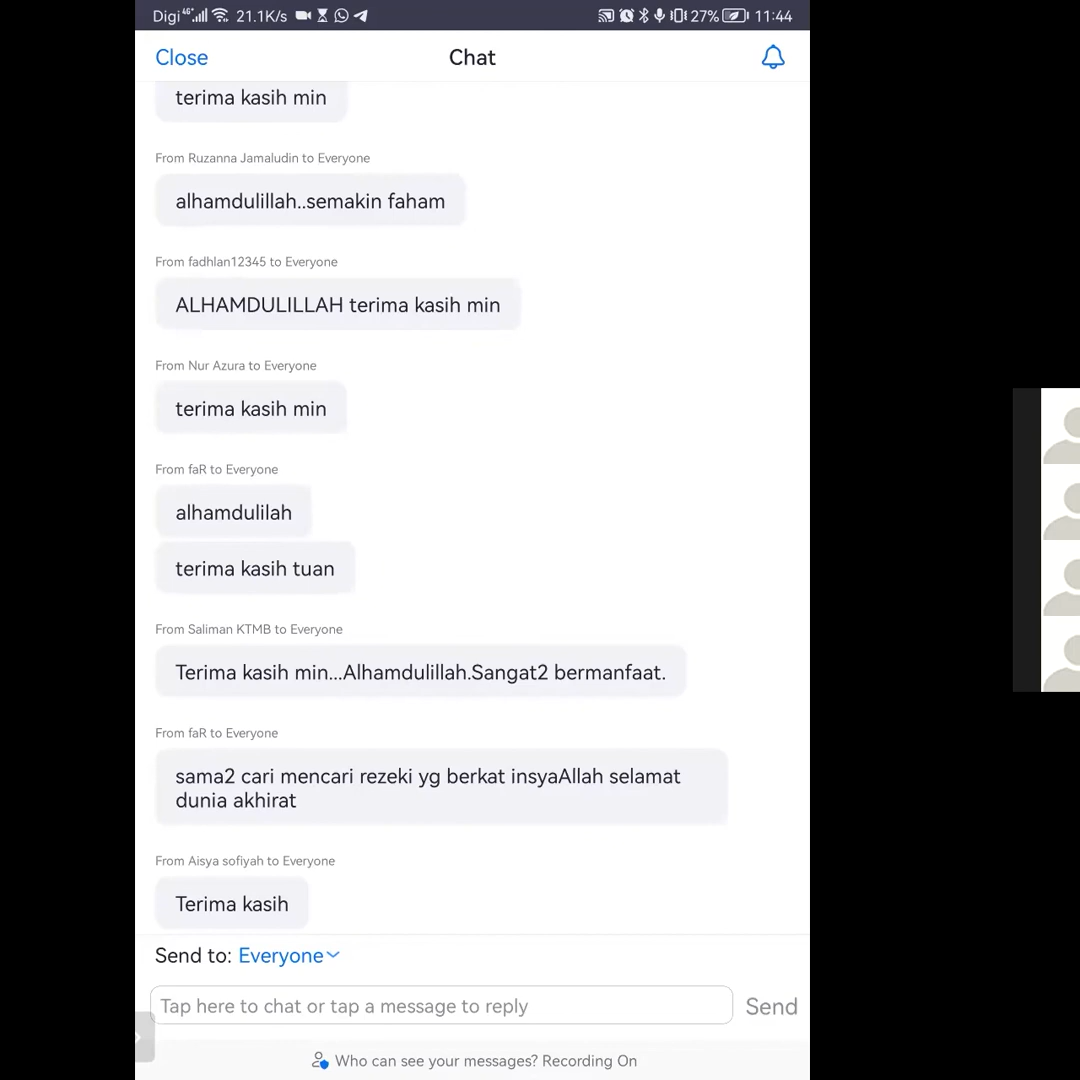 Digi 4G 21.1K/s 27% 11:44
Close Chat
terima kasih min
From Ruzanna Jamaludin to Everyone
alhamdulillah..semakin faham
From fadhlan12345 to Everyone
ALHAMDULILLAH terima kasih min
From Nur Azura to Everyone
terima kasih min
From faR to Everyone
alhamdulilah
terima kasih tuan
From Saliman KTMB to Everyone
Terima kasih min...Alhamdulillah.Sangat2 bermanfaat.
From faR to Everyone
sama2 cari mencari rezeki yg berkat insyaAllah selamat
dunia akhirat
From Aisya sofiyah to Everyone
Terima kasih
Send to: Everyone
Tap here to chat or tap a message to reply Send
Who can see your messages? Recording On